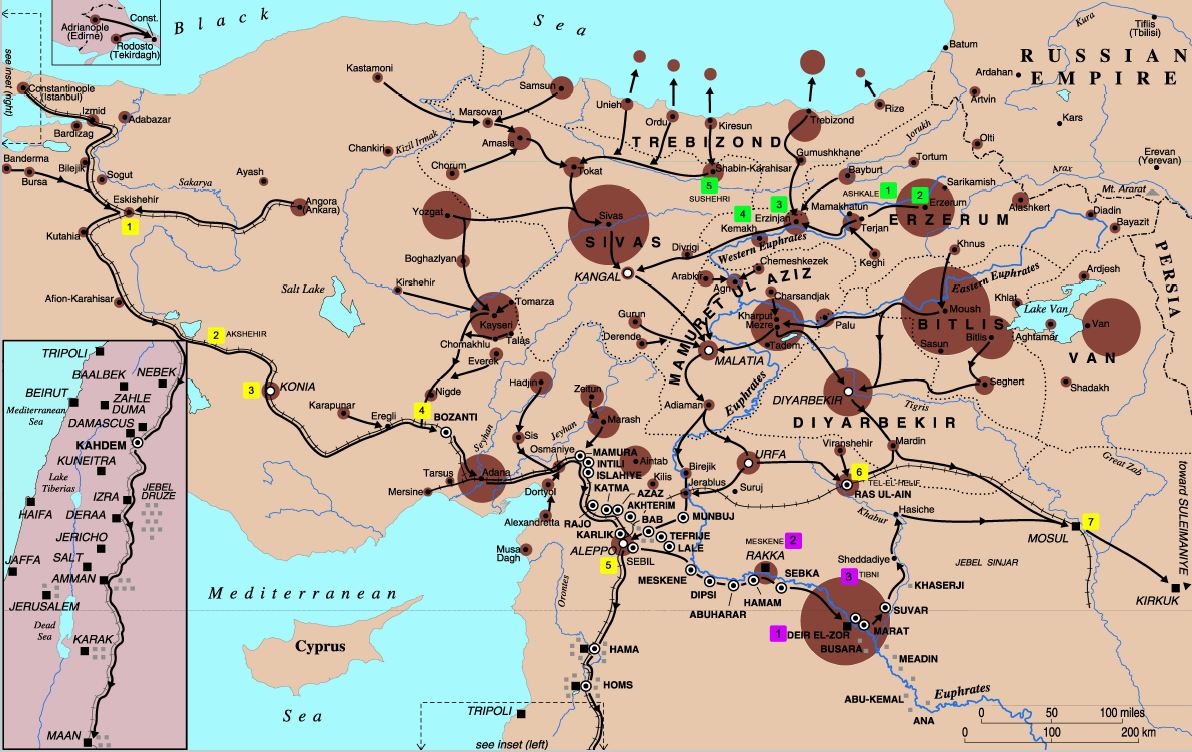 Adrianople
(Edirne)
Const.
Rodosto
(Tekirdagh)
see inset (right)
Black Sea
RUSSIAN
EMPIRE
Kura
Tiflis
(Tbilisi)
Batum
Ardahan
Artvin
Kars
Olti
Erevan
(Yerevan)
Arax
Mt. Ararat
Constantinople
(Istanbul)
Izmid
Adabazar
Bardizag
Banderma
Bursa
Bilejik
Sogut
Sakarya
Ayash
Eskishehir
1
Angora
(Ankara)
Kutahia
Afion-Karahisar
Kastamoni
Samsun
Marsovan
Amasia
Chankiri
Kizil Irmak
Chorum
Tokat
Unieh
Ordu
Kiresun
Trebizond
Rize
TREBIZOND
Yorukh
Gumushkhane
Shabin-Karahisar
5
SUSHEHRI
Bayburt
Tortum
ASHKALE
1
2
Sarikamish
Erzerum
ERZERUM
Alashkert
Diadin
Bayazit
3
4
Erzinjan
Kemakh
Mamakhatun
Terjan
Keghi
Khnus
Western Euphrates
Yozgat
Sivas
SIVAS
Divrigi
KANGAL
Boghazlyan
Salt Lake
Kirshehir
Tomarza
Kayseri
Talas
Chomakhlu
Everek
Nigde
Gurun
Derende
Arabkir
Agn
Chemeshkezek
MAMURET UL AZIZ
Charsandjak
Kharput
Mezre
Tadem
Palu
MALATIA
Eastern Euphrates
Moush
BITLIS
Sasun
Bitlis
Khlat
Lake Van
Aghtamar
Ardjesh
Van
VAN
PERSIA
Seghert
Shadakh
Tigris
DIYARBEKIR
DIYARBEKIR
2
AKSHEHIR
3
KONIA
Karapunar
Eregli
4
BOZANTI
Hadjin
Zeitun
Marash
Adiaman
Euphrates
Sis
Seyhan
Jeyhan
Osmaniye
MAMURA
INTILI
ISLAHIYE
Aintab
Tarsus
Adana
Mersine
Dortyol
Alexandretta
KATMA
Kilis
AZAZ
AKHTERIM
RAJO
BAB
KARLIK
TEFRIJE
LALE
ALEPPO
SEBIL
5
Musa
Dagh
Birejik
Jerablus
URFA
Suruj
MUNBUJ
Viranshehir
Mardin
6
TEL-EL-HELIF
RAS UL-AIN
Khabur
Hasiche
Great Zab
7
MOSUL
toward SULEIMANIYE
KIRKUK
JEBEL SINJAR
Sheddadiye
KHASERJI
MESKENE
2
RAKKA
SEBKA
MESKENE
DIPSI
ABUHARAR
HAMAM
3
TIBNI
SUVAR
1
DEIR EL-ZOR
MARAT
BUSARA
MEADIN
ABU-KEMAL
ANA
Euphrates
Orontes
HAMA
HOMS
TRIPOLI
see inset (left)
Mediterranean
Sea
Cyprus
0 50 100 miles
0 200 km
TRIPOLI
BAALBEK
NEBEK
BEIRUT
ZAHLE
DUMA
Mediterranean
Sea
DAMASCUS
KAHDEM
KUNEITRA
Lake
Tiberias
IZRA
JEBEL
DRUZE
HAIFA
DERAA
JERICHO
JAFFA
SALT
AMMAN
JERUSALEM
Dead
Sea
KARAK
MAAN